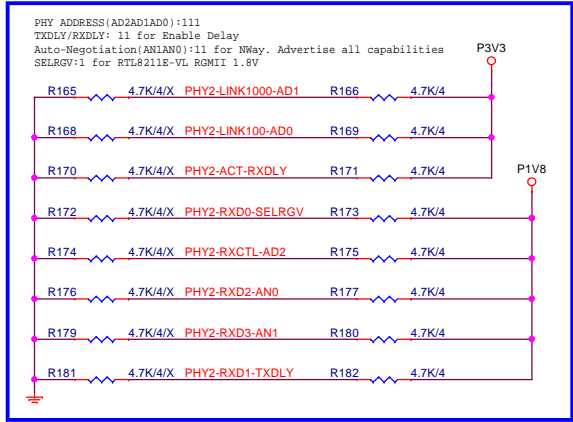 PHY ADDRESS(AD2AD1AD0):111
TXDLY/RXDLY: 11 for Enable Delay
Auto-Negotiation(AN1AN0):11 for NWay. Advertise all capabilities
SELRGV:1 for RTL8211E-VL RGMII 1.8V
P3V3
R165 4.7K/4/X PHY2-LINK1000-AD1 R166 4.7K/4
R168 4.7K/4/X PHY2-LINK100-AD0 R169 4.7K/4
P1V8
R170 4.7K/4/X PHY2-ACT-RXDLY R171 4.7K/4
R172 4.7K/4/X PHY2-RXD0-SELRGV R173 4.7K/4
R174 4.7K/4/X PHY2-RXCTL-AD2 R175 4.7K/4
R176 4.7K/4/X PHY2-RXD2-AN0 R177 4.7K/4
R179 4.7K/4/X PHY2-RXD3-AN1 R180 4.7K/4
R181 4.7K/4/X PHY2-RXD1-TXDLY R182 4.7K/4